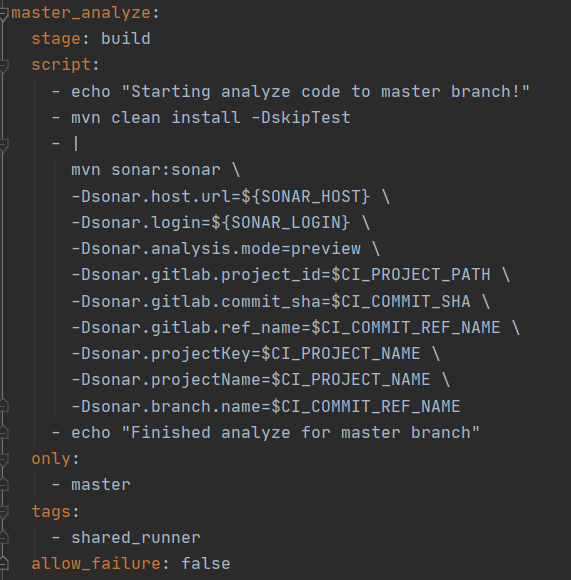 master_analyze:
  stage: build
  script:
    - echo "Starting analyze code to master branch!"
    - mvn clean install -DskipTest
    - |
      mvn sonar:sonar \
      -Dsonar.host.url=${SONAR_HOST} \
      -Dsonar.login=${SONAR_LOGIN} \
      -Dsonar.analysis.mode=preview \
      -Dsonar.gitlab.project_id=$CI_PROJECT_PATH \
      -Dsonar.gitlab.commit_sha=$CI_COMMIT_SHA \
      -Dsonar.gitlab.ref_name=$CI_COMMIT_REF_NAME \
      -Dsonar.projectKey=$CI_PROJECT_NAME \
      -Dsonar.projectName=$CI_PROJECT_NAME \
      -Dsonar.branch.name=$CI_COMMIT_REF_NAME
    - echo "Finished analyze for master branch"
  only:
    - master
  tags:
    - shared_runner
  allow_failure: false